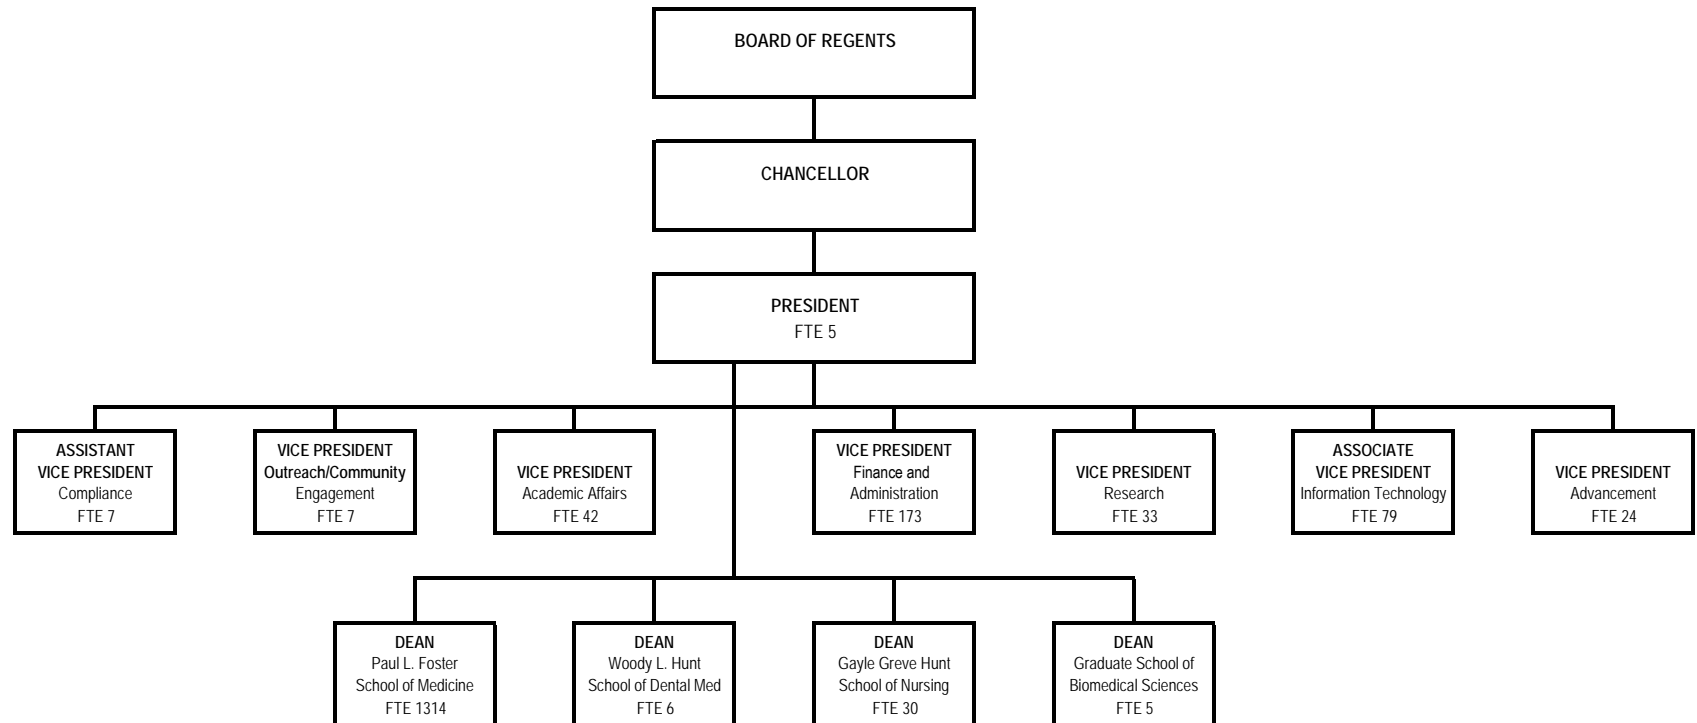 BOARD OF REGENTS
CHANCELLOR
PRESIDENT
FTE 5
ASSISTANT
VICE PRESIDENT
Compliance
FTE 7
VICE PRESIDENT
Outreach/Community
Engagement
FTE 7
VICE PRESIDENT
Academic Affairs
FTE 42
VICE PRESIDENT
Finance and
Administration
FTE 173
VICE PRESIDENT
Research
FTE 33
ASSOCIATE
VICE PRESIDENT
Information Technology
FTE 79
VICE PRESIDENT
Advancement
FTE 24
DEAN
Paul L. Foster
School of Medicine
FTE 1314
DEAN
Woody L. Hunt
School of Dental Med
FTE 6
DEAN
Gayle Greve Hunt
School of Nursing
FTE 30
DEAN
Graduate School of
Biomedical Sciences
FTE 5